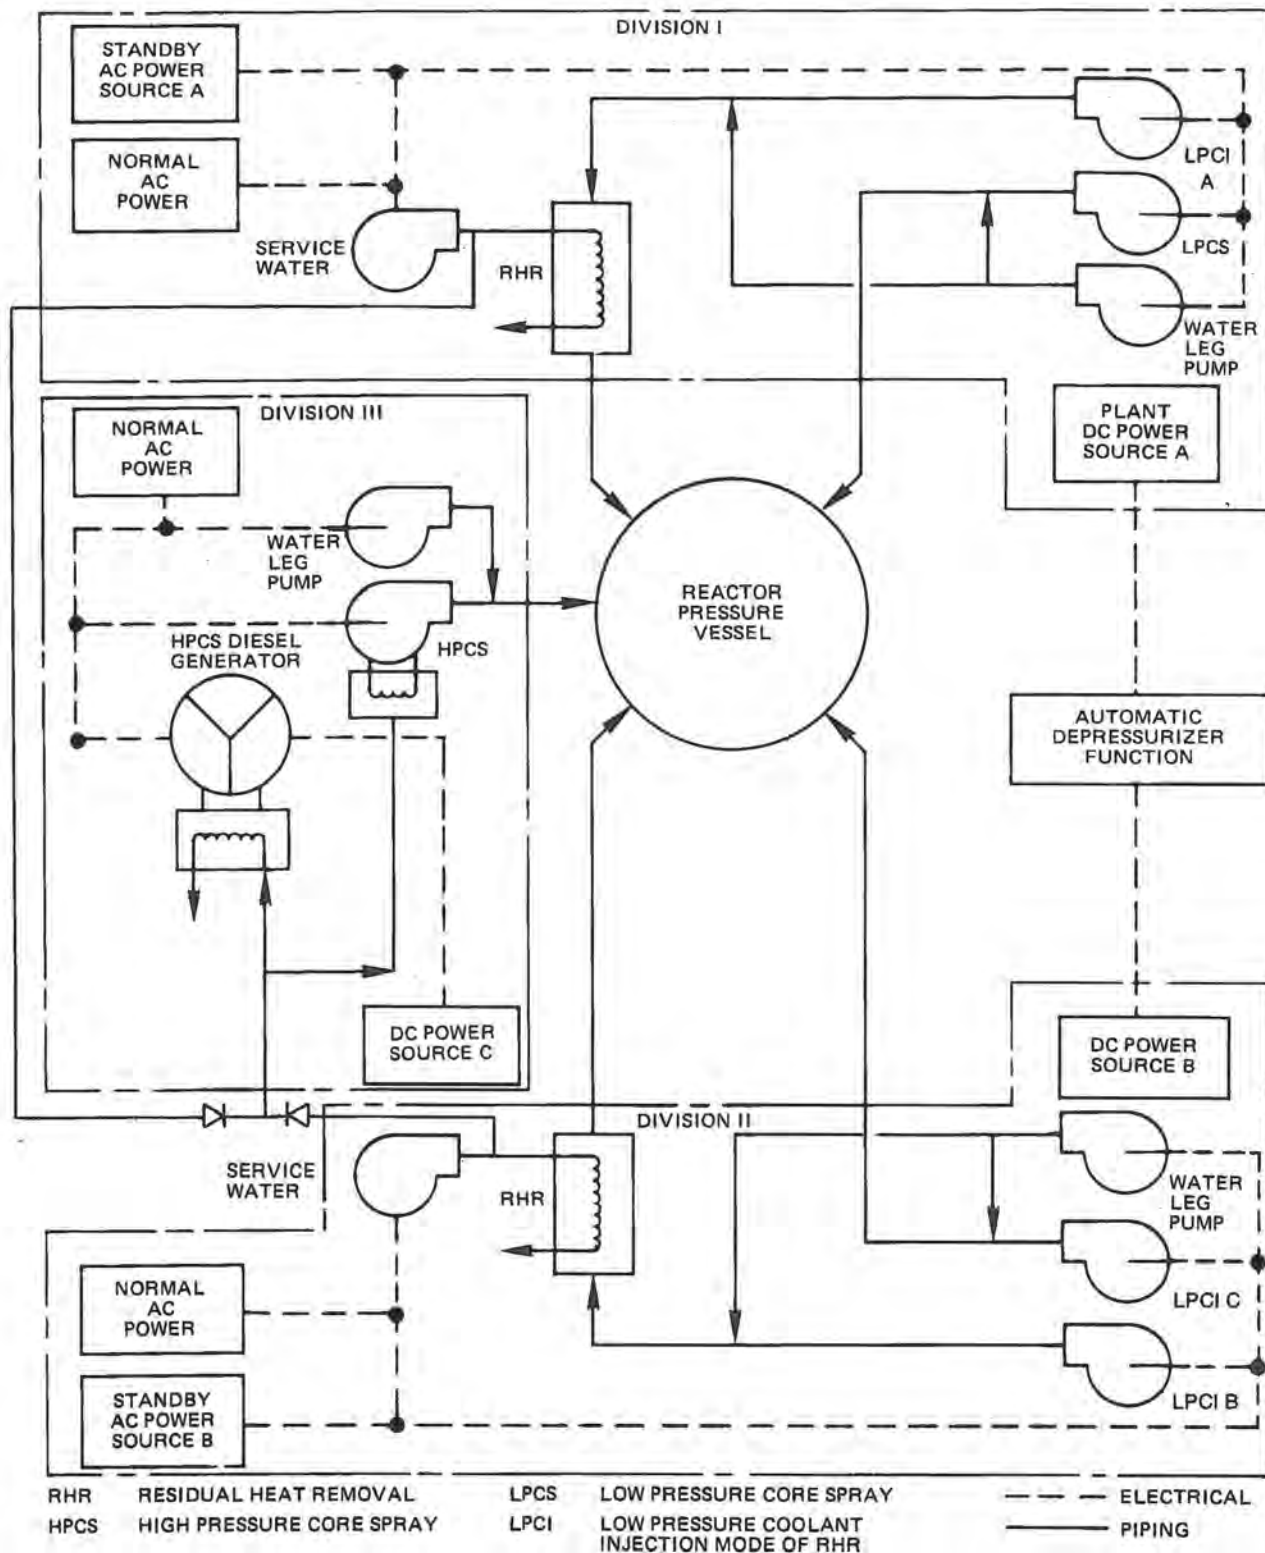 DIVISION I
STANDBY
AC POWER
SOURCE A
NORMAL
AC
POWER
SERVICE
WATER
RHR
LPCI
A
LPCS
WATER
LEG
PUMP
PLANT
DC POWER
SOURCE A
DIVISION III
NORMAL
AC
POWER
WATER
LEG
PUMP
HPCS DIESEL
GENERATOR
HPCS
REACTOR
PRESSURE
VESSEL
AUTOMATIC
DEPRESSURIZER
FUNCTION
DC POWER
SOURCE C
DC POWER
SOURCE B
DIVISION II
SERVICE
WATER
RHR
WATER
LEG
PUMP
LPCI C
LPCI B
NORMAL
AC
POWER
STANDBY
AC POWER
SOURCE B
RHR RESIDUAL HEAT REMOVAL
HPCS HIGH PRESSURE CORE SPRAY
LPCS LOW PRESSURE CORE SPRAY
LPCI LOW PRESSURE COOLANT
INJECTION MODE OF RHR
ELECTRICAL
PIPING